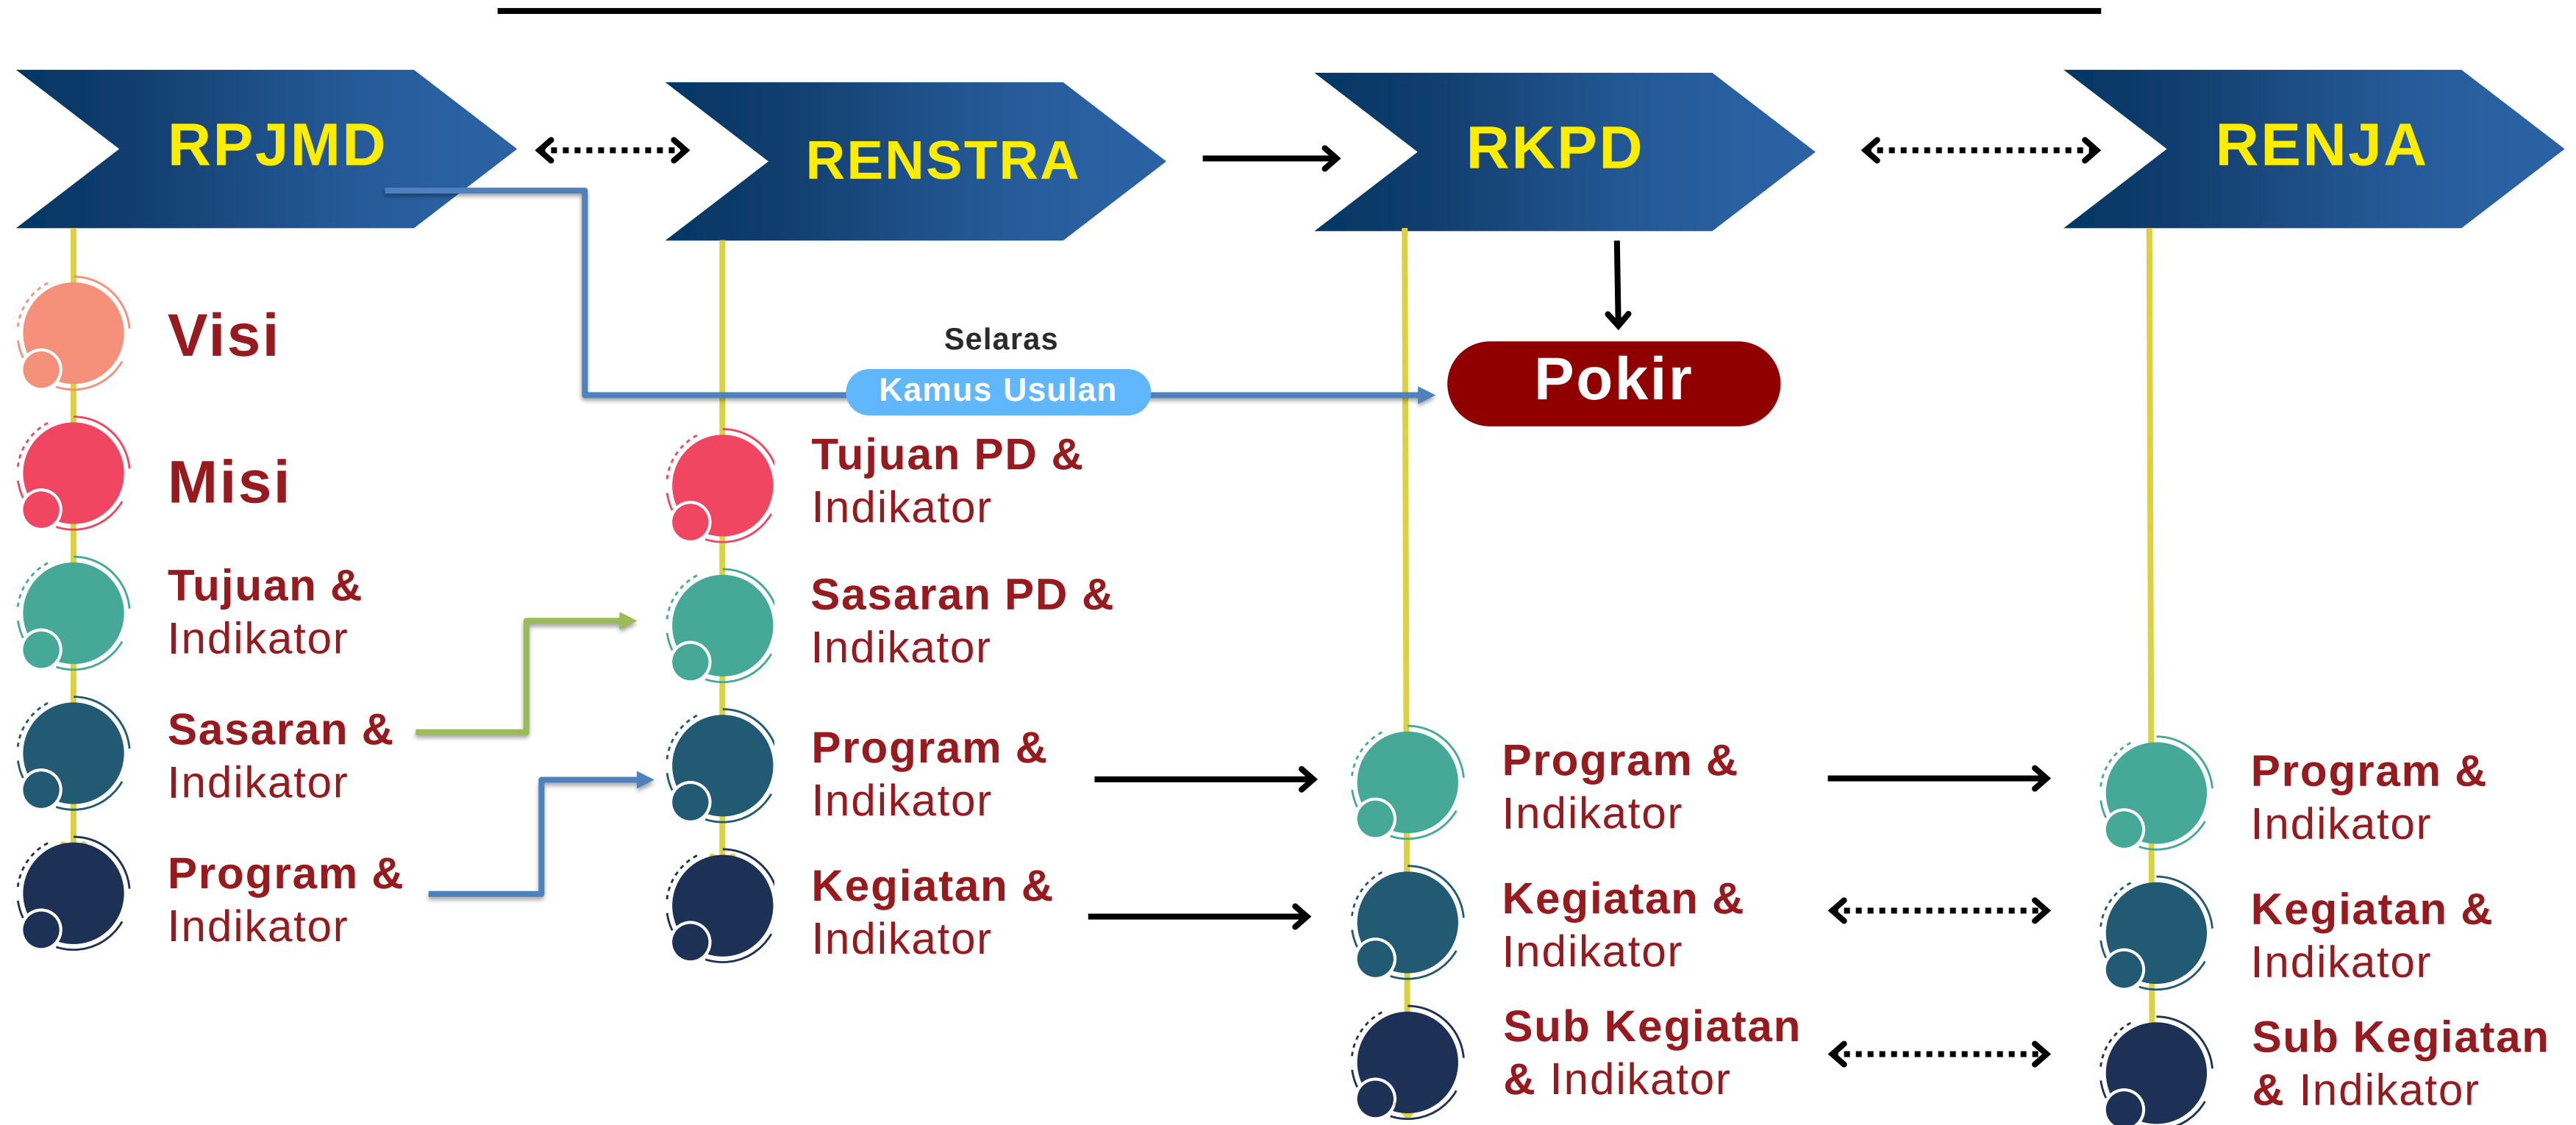 RPJMD
RENSTRA
RKPD
RENJA
Visi
Misi
Tujuan &
Indikator
Sasaran &
Indikator
Program &
Indikator
Selaras
Kamus Usulan
Pokir
Tujuan PD &
Indikator
Sasaran PD &
Indikator
Program &
Indikator
Kegiatan &
Indikator
Program &
Indikator
Kegiatan &
Indikator
Sub Kegiatan
& Indikator
Program &
Indikator
Kegiatan &
Indikator
Sub Kegiatan
& Indikator